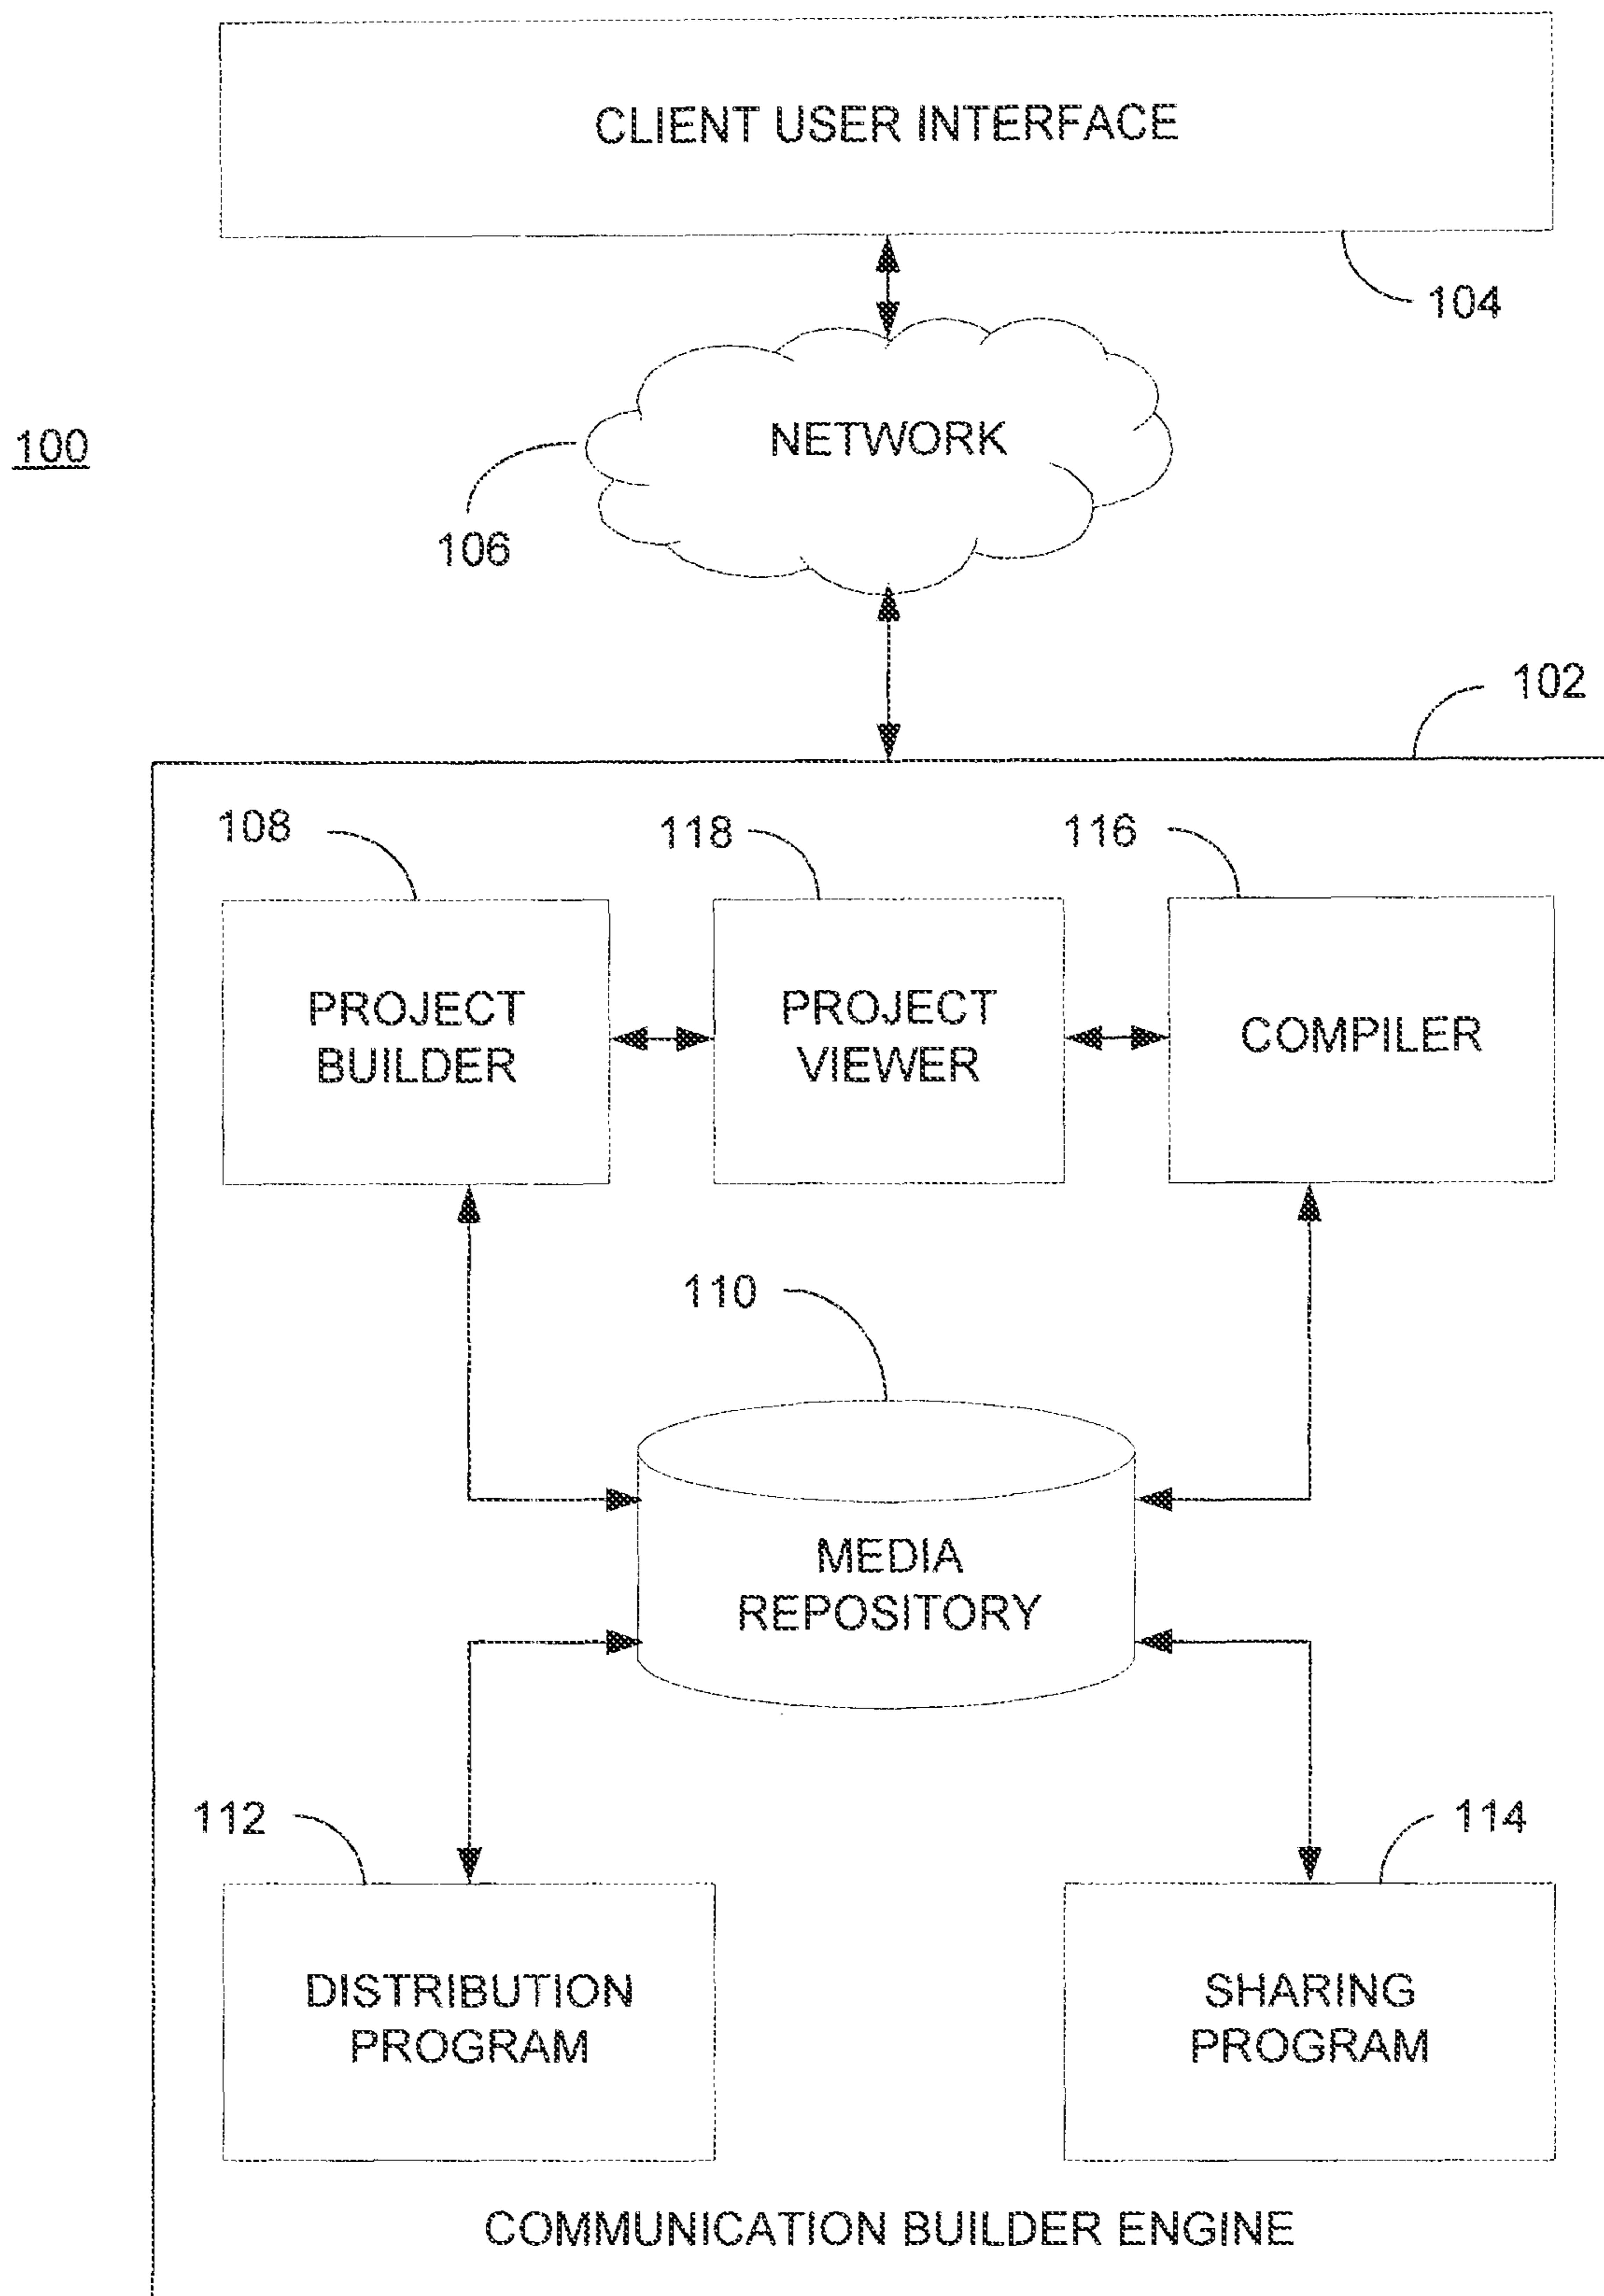 CLIENT USER INTERFACE
104
NETWORK
100
106
102
108
118
116
PROJECT
BUILDER
PROJECT
VIEWER
COMPILER
110
MEDIA
REPOSITORY
112
114
DISTRIBUTION
PROGRAM
SHARING
PROGRAM
COMMUNICATION BUILDER ENGINE